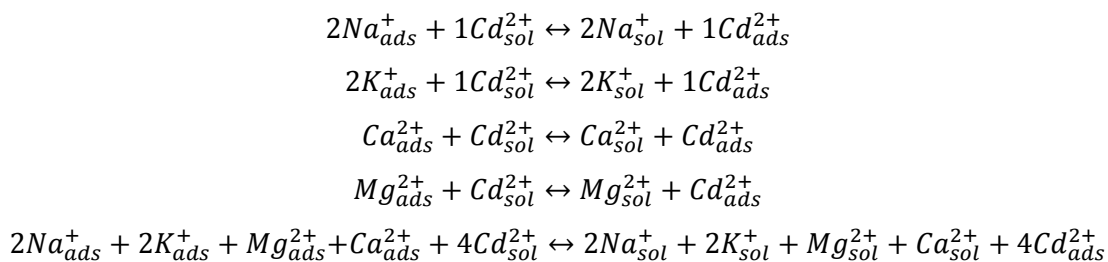 2Na⁺ads + 1Cd²⁺sol ↔ 2Na⁺sol + 1Cd²⁺ads
2K⁺ads + 1Cd²⁺sol ↔ 2K⁺sol + 1Cd²⁺ads
Ca²⁺ads + Cd²⁺sol ↔ Ca²⁺sol + Cd²⁺ads
Mg²⁺ads + Cd²⁺sol ↔ Mg²⁺sol + Cd²⁺ads
2Na⁺ads + 2K⁺ads + Mg²⁺ads+Ca²⁺ads + 4Cd²⁺sol ↔ 2Na⁺sol + 2K⁺sol + Mg²⁺sol + Ca²⁺sol + 4Cd²⁺ads